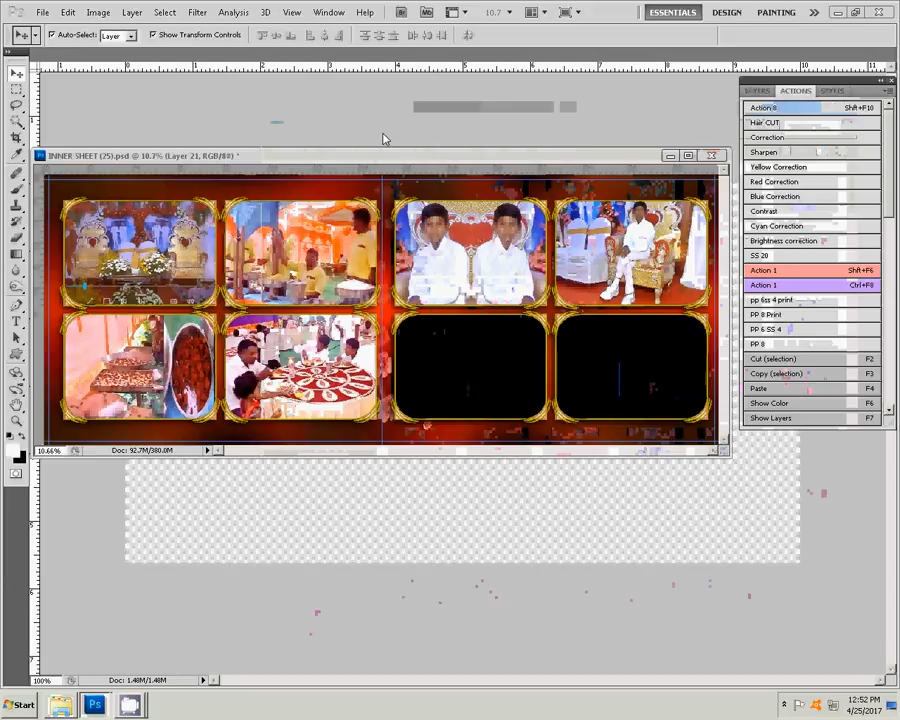 File Edit Image Layer Select Filter Analysis 3D View Window Help 10.7 ESSENTIALS DESIGN PAINTING
Auto-Select: Layer Show Transform Controls
INNER SHEET (25).psd @ 10.7% (Layer 21, RGB/8#) *
LAYERS ACTIONS STYLES
Action 8 Shft+F10
Hair CUT
Correction
Sharpen
Yellow Correction
Red Correction
Blue Correction
Contrast
Cyan Correction
Brightness correction
SS 20
Action 1 Shft+F6
Action 1 Ctrl+F8
pp 6ss 4 print
PP 8 Print
PP 6 SS 4
PP 8
Cut (selection) F2
Copy (selection) F3
Paste F4
Show Color F6
Show Layers F7
10.66% Doc: 92.7M/380.0M
100% Doc: 1.48M/1.48M
Start 12:52 PM
4/25/2017